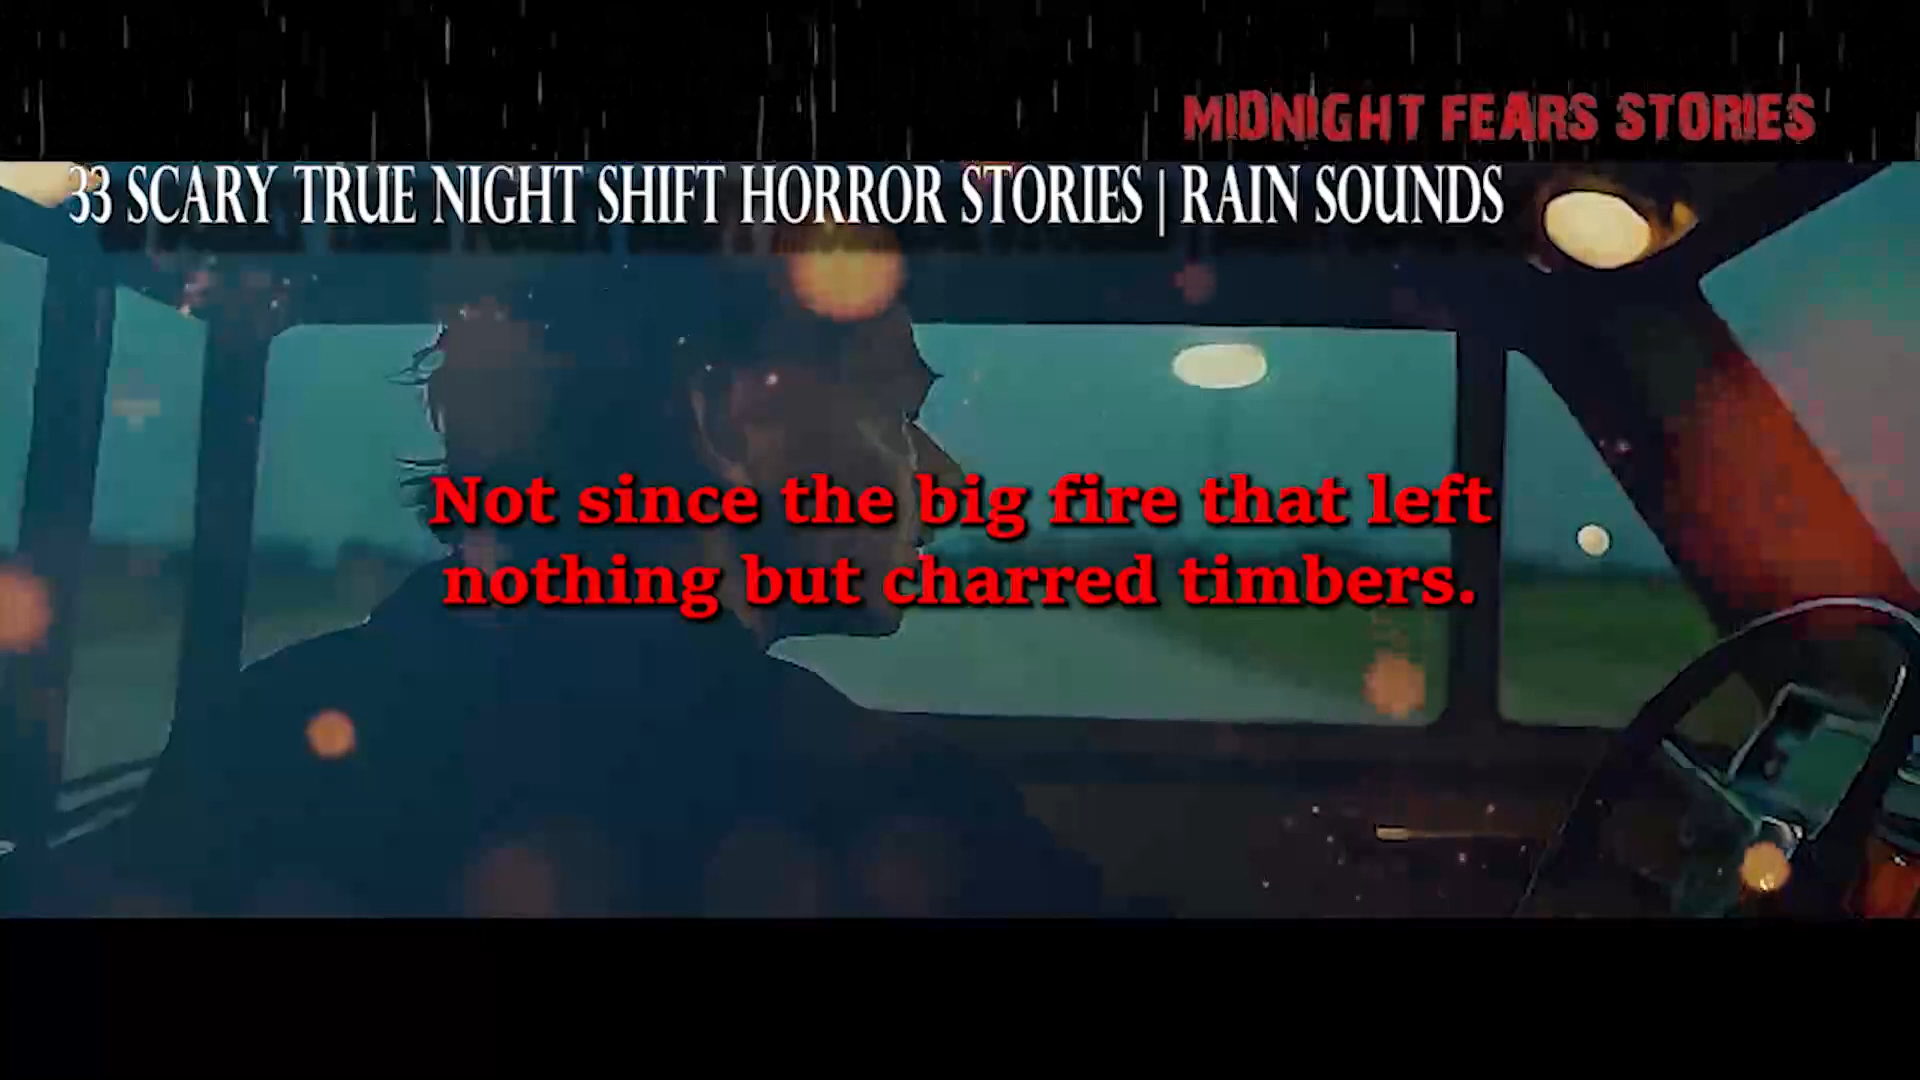 MIDNIGHT FEARS STORIES
33 SCARY TRUE NIGHT SHIFT HORROR STORIES | RAIN SOUNDS
Not since the big fire that left
nothing but charred timbers.